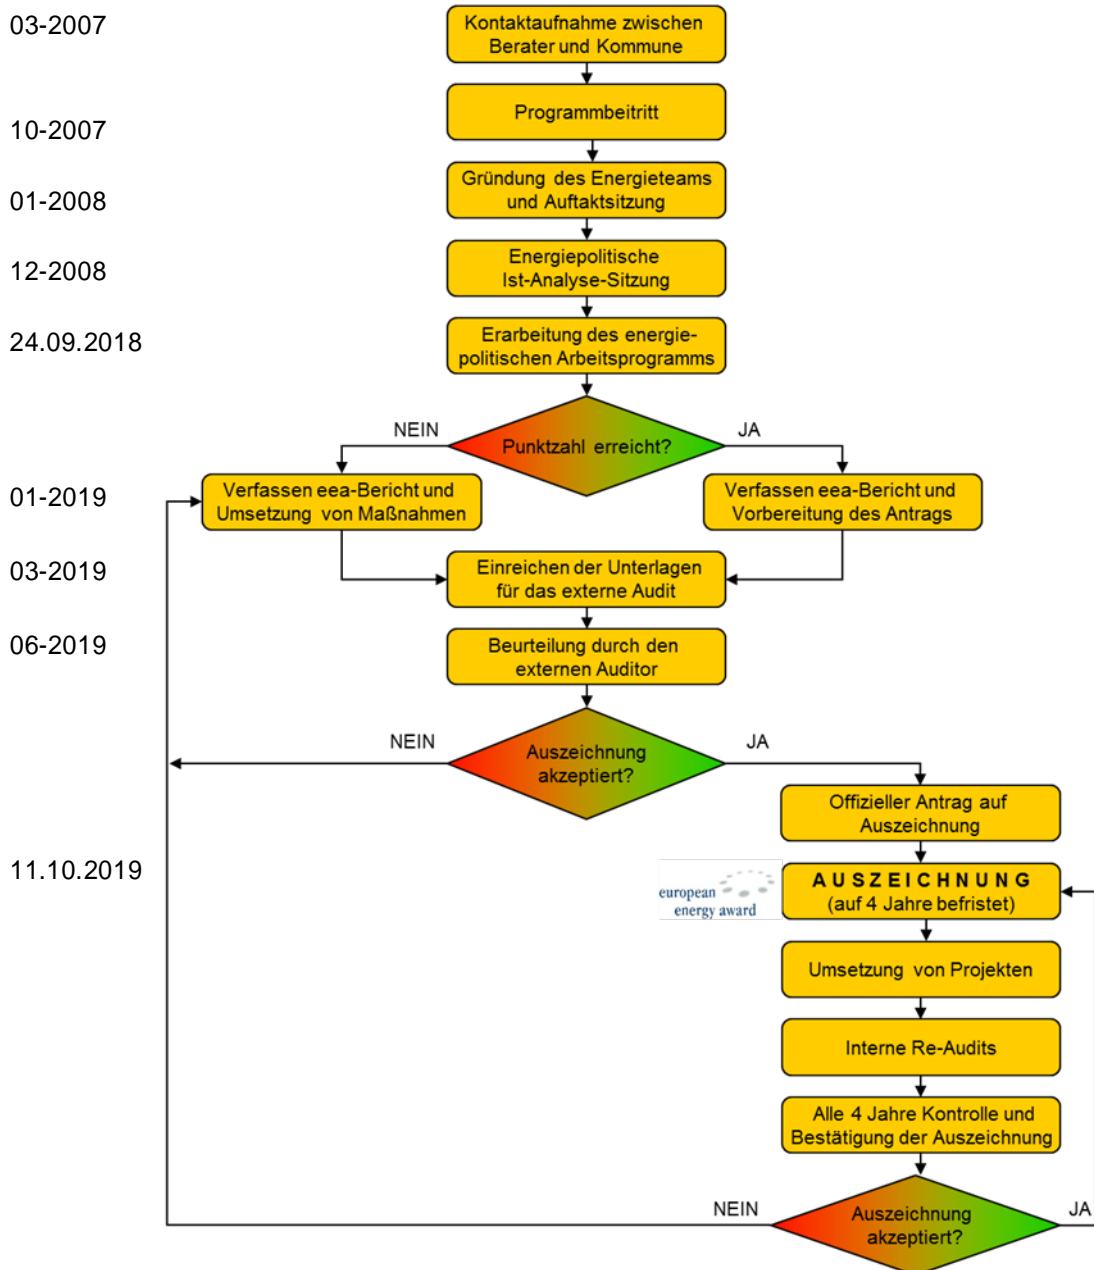 03-2007
Kontaktaufnahme zwischen
Berater und Kommune
10-2007
Programmbeitritt
01-2008
Gründung des Energieteams
und Auftaktsitzung
12-2008
Energiepolitische
Ist-Analyse-Sitzung
24.09.2018
Erarbeitung des energie-
politischen Arbeitsprogramms
NEIN
Punktzahl erreicht?
JA
01-2019
Verfassen eea-Bericht und
Umsetzung von Maßnahmen
Verfassen eea-Bericht und
Vorbereitung des Antrags
03-2019
Einreichen der Unterlagen
für das externe Audit
06-2019
Beurteilung durch den
externen Auditor
NEIN
Auszeichnung
akzeptiert?
JA
Offizieller Antrag auf
Auszeichnung
11.10.2019
european
energy award
A U S Z E I C H N U N G
(auf 4 Jahre befristet)
Umsetzung von Projekten
Interne Re-Audits
Alle 4 Jahre Kontrolle und
Bestätigung der Auszeichnung
NEIN
Auszeichnung
akzeptiert?
JA